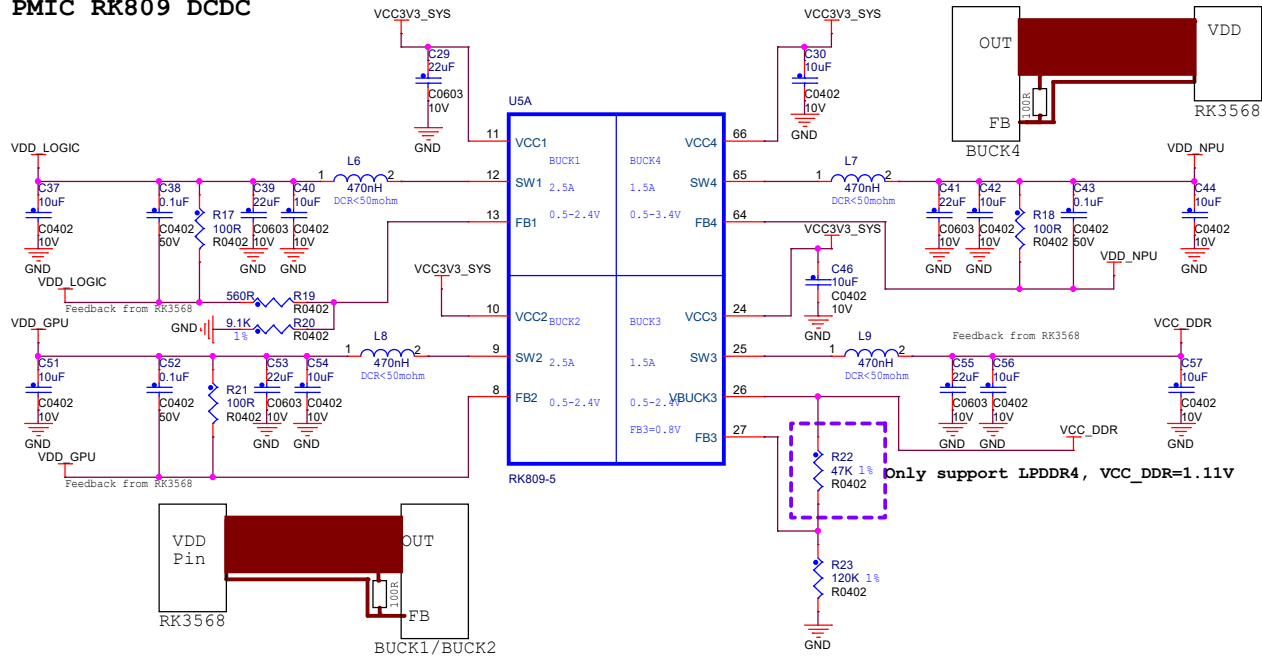 PMIC RK809 DCDC
VCC3V3_SYS
C29
22uF
C0603
10V
GND
VCC3V3_SYS
C30
10uF
C0402
10V
GND
OUT
VDD
100R
FB
RK3568
BUCK4
U5A
11
VCC1
BUCK1
2.5A
0.5-2.4V
12
SW1
13
FB1
66
VCC4
BUCK4
1.5A
0.5-3.4V
65
SW4
64
FB4
VDD_LOGIC
C37
10uF
C0402
10V
GND
C38
0.1uF
C0402
50V
R17
100R
R0402
C39
22uF
C0603
10V
GND
C40
10uF
C0402
10V
GND
1
L6
2
470nH
DCR<50mohm
VDD_LOGIC
Feedback from RK3568
560R
R19
R0402
GND
9.1K
1%
R20
R0402
1
L7
2
470nH
DCR<50mohm
C41
22uF
C0603
10V
GND
C42
10uF
C0402
10V
GND
R18
100R
R0402
C43
0.1uF
C0402
50V
VDD_NPU
C44
10uF
C0402
10V
GND
VDD_NPU
Feedback from RK3568
VCC3V3_SYS
VCC3V3_SYS
C46
10uF
C0402
10V
GND
10
VCC2
BUCK2
2.5A
0.5-2.4V
9
SW2
8
FB2
24
VCC3
BUCK3
1.5A
0.5-2.4V
FB3=0.8V
25
SW3
26
VBUCK3
27
FB3
RK809-5
VDD_GPU
C51
10uF
C0402
10V
GND
C52
0.1uF
C0402
50V
R21
100R
R0402
C53
22uF
C0603
10V
GND
C54
10uF
C0402
10V
GND
1
L8
2
470nH
DCR<50mohm
VDD_GPU
Feedback from RK3568
1
L9
2
470nH
DCR<50mohm
C55
22uF
C0603
10V
GND
C56
10uF
C0402
10V
GND
VCC_DDR
C57
10uF
C0402
10V
GND
VCC_DDR
R22
47K 1%
R0402
Only support LPDDR4, VCC_DDR=1.11V
R23
120K 1%
R0402
GND
VDD
Pin
OUT
100R
FB
RK3568
BUCK1/BUCK2